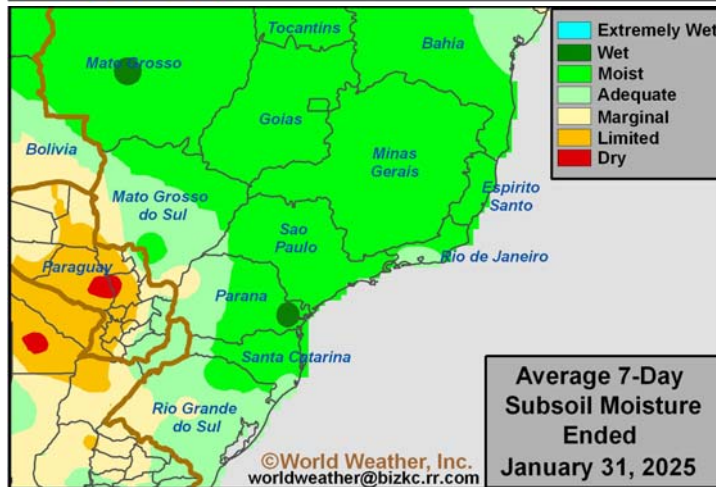 Tocantins
Bahia
Mato Grosso
Goias
Bolivia
Minas
Gerais
Mato Grosso
do Sul
Espirito
Santo
Sao
Paulo
Rio de Janeiro
Paraguay
Parana
Santa Catarina
Rio Grande
do Sul
Extremely Wet
Wet
Moist
Adequate
Marginal
Limited
Dry
Average 7-Day
Subsoil Moisture
Ended
January 31, 2025
©World Weather, Inc.
worldweather@bizkc.rr.com